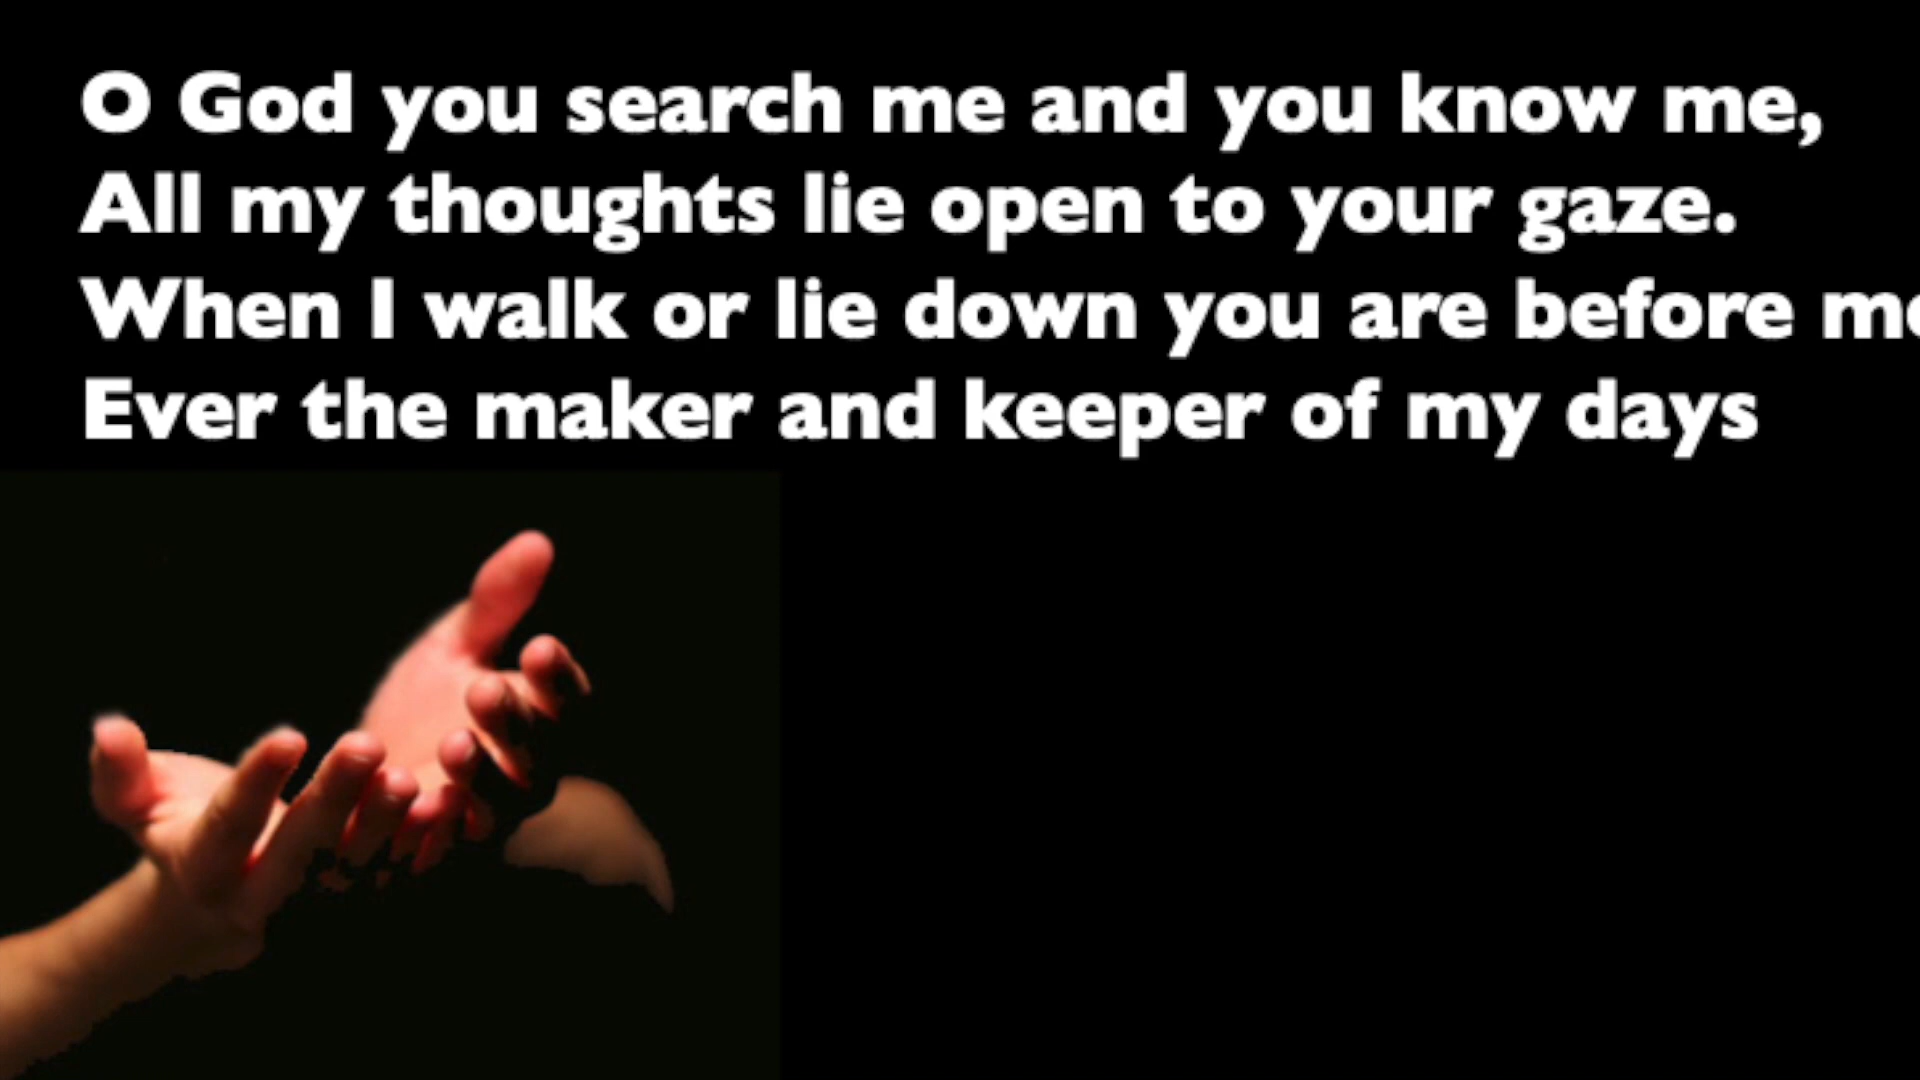 O God you search me and you know me,
All my thoughts lie open to your gaze.
When I walk or lie down you are before me
Ever the maker and keeper of my days